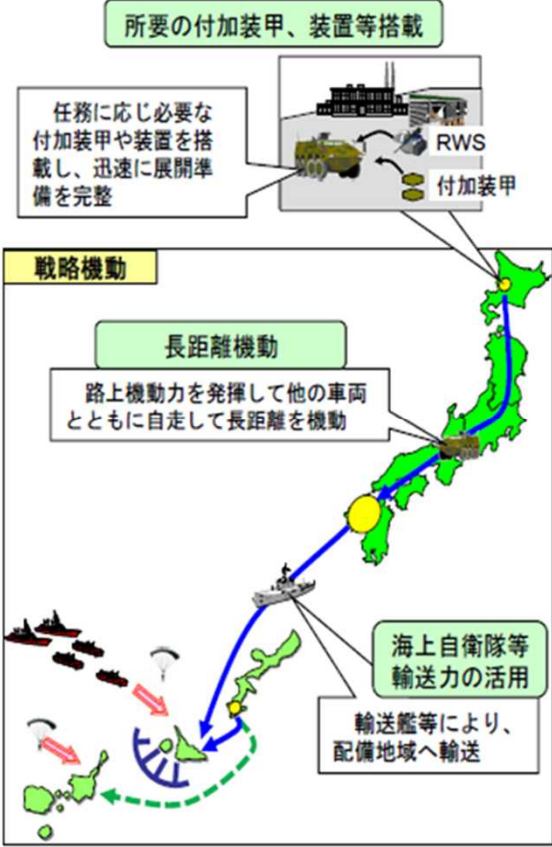 所要の付加装甲、装置等搭載
任務に応じ必要な
付加装甲や装置を搭
載し、迅速に展開準
備を完整
RWS
付加装甲
戦略機動
長距離機動
路上機動力を発揮して他の車両
とともに自走して長距離を機動
海上自衛隊等
輸送力の活用
輸送艦等により、
配備地域へ輸送